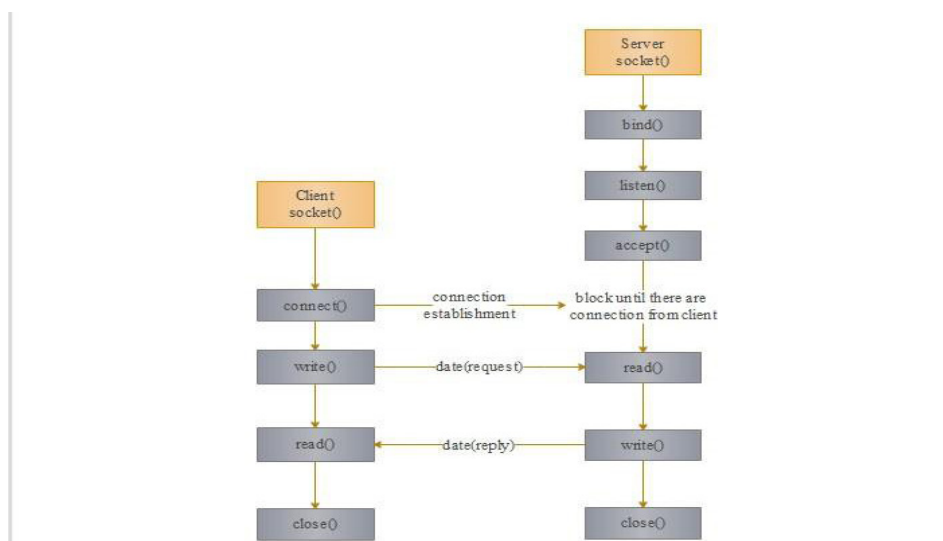 Server
socket()
bind()
listen()
Client
socket()
accept()
connect()
connection
establishment
block until there are
connection from client
write()
date(request)
read()
read()
date(reply)
write()
close()
close()